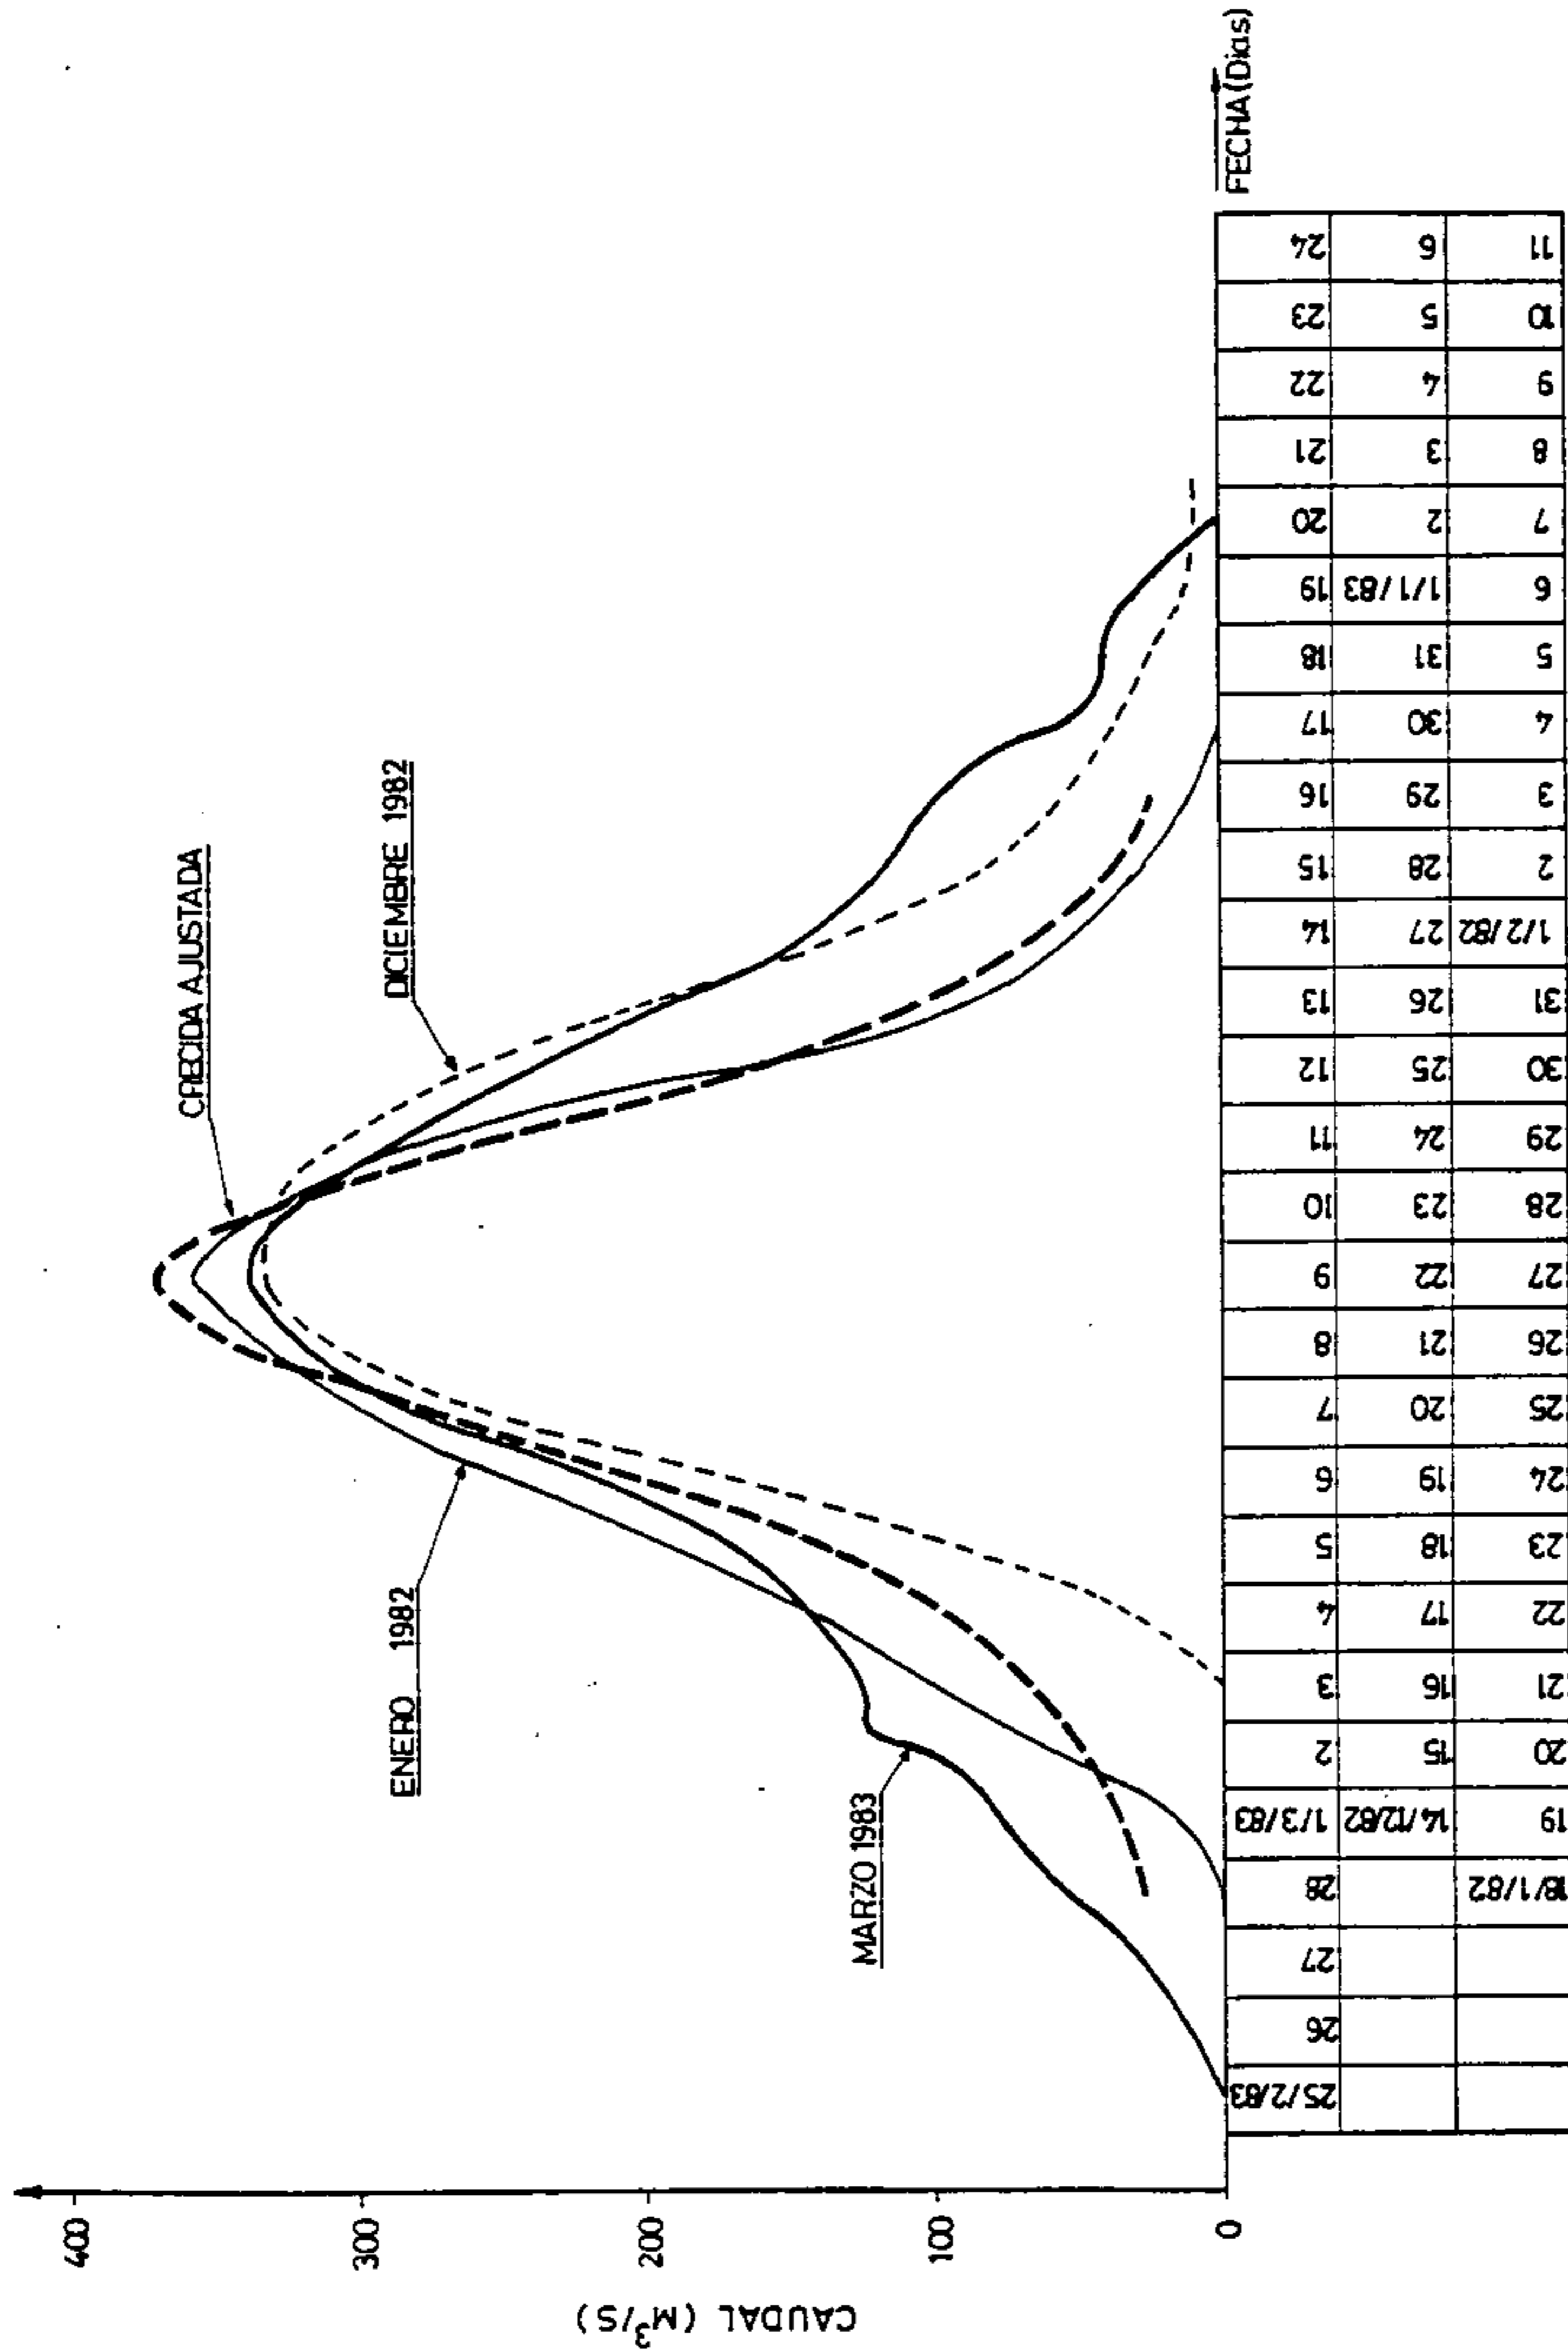 CAUDAL (M³/S)
400
300
200
100
0
CRECIDA AJUSTADA
DICIEMBRE 1982
ENERO 1982
MARZO 1983
FECHA (Dias)
25/2/83 26 27 28 1/3/83 2 3 4 5 6 7 8 9 10 11 12 13 14 15 16 17 18 19 20 21 22 23 24
14/12/82 15 16 17 18 19 20 21 22 23 24 25 26 27 28 29 30 31 1/1/83 2 3 4 5 6
18/1/82 19 20 21 22 23 24 25 26 27 28 29 30 31 1/2/82 2 3 4 5 6 7 8 9 10 11